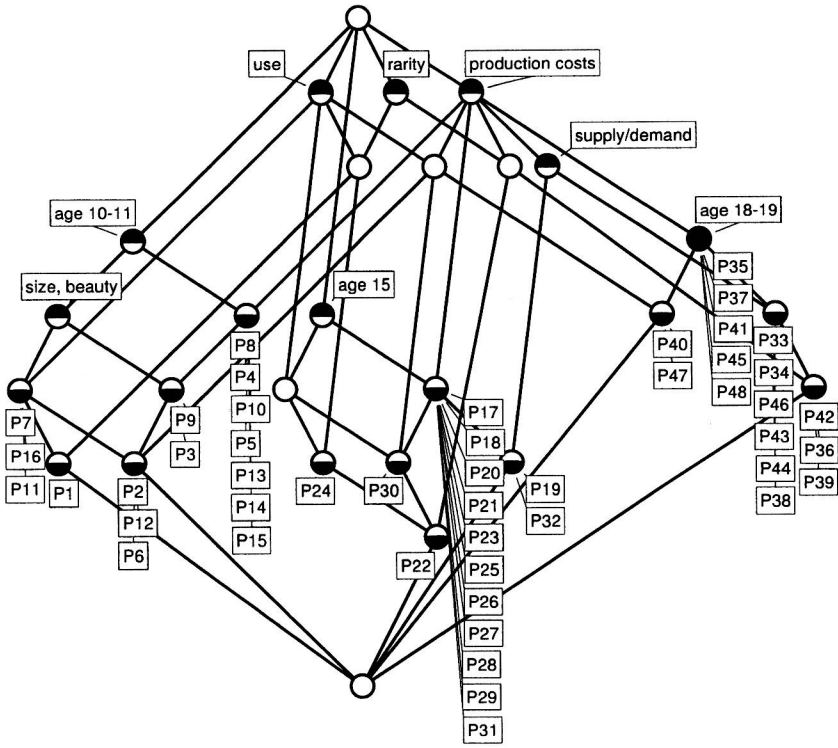 use
rarity
production costs
supply/demand
age 10-11
age 18-19
size, beauty
age 15
P35
P37
P41
P45
P48
P40
P47
P33
P34
P46
P43
P44
P38
P42
P36
P39
P8
P4
P10
P5
P13
P14
P15
P7
P16
P11
P1
P9
P3
P2
P12
P6
P24
P30
P22
P17
P18
P20
P21
P23
P25
P26
P27
P28
P29
P31
P19
P32